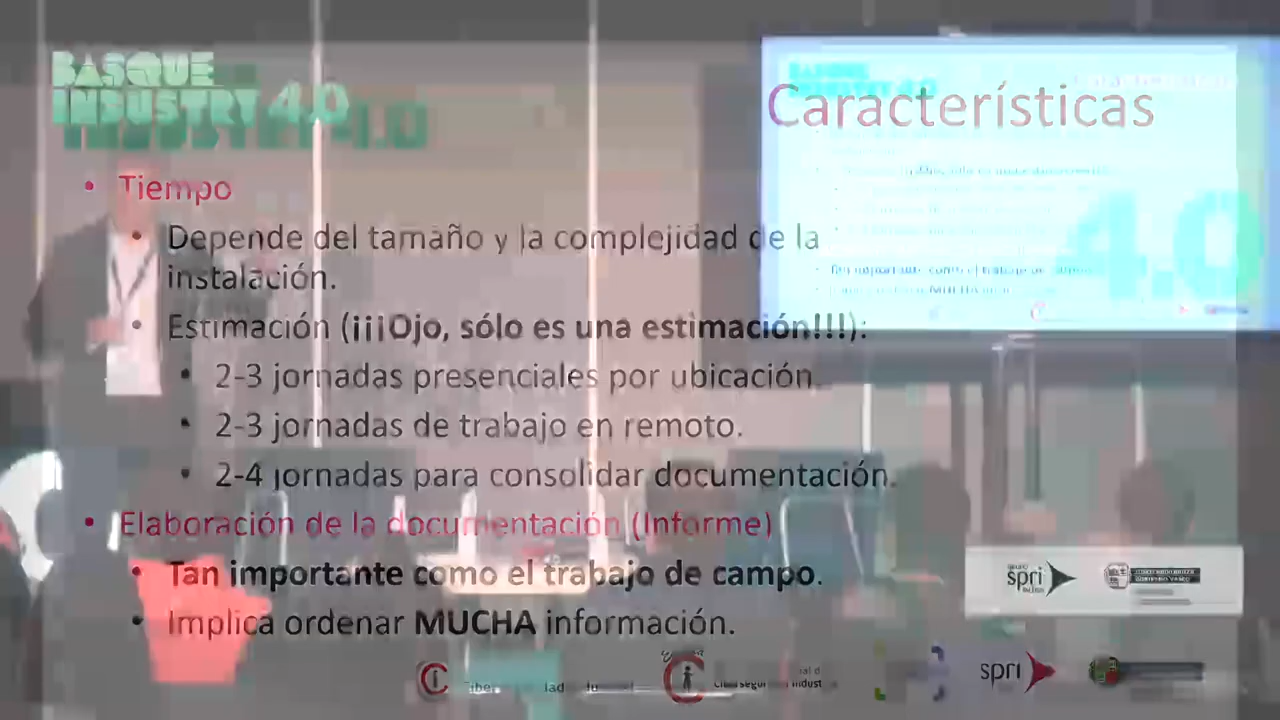 BASQUE
INDUSTRY 4.0
Características
• Tiempo
• Depende del tamaño y la complejidad de la
instalación.
• Estimación (¡¡¡Ojo, sólo es una estimación!!!):
• 2-3 jornadas presenciales por ubicación.
• 2-3 jornadas de trabajo en remoto.
• 2-4 jornadas para consolidar documentación.
• Elaboración de la documentación (Informe)
• Tan importante como el trabajo de campo.
• Implica ordenar MUCHA información.
4.0
spri
spri